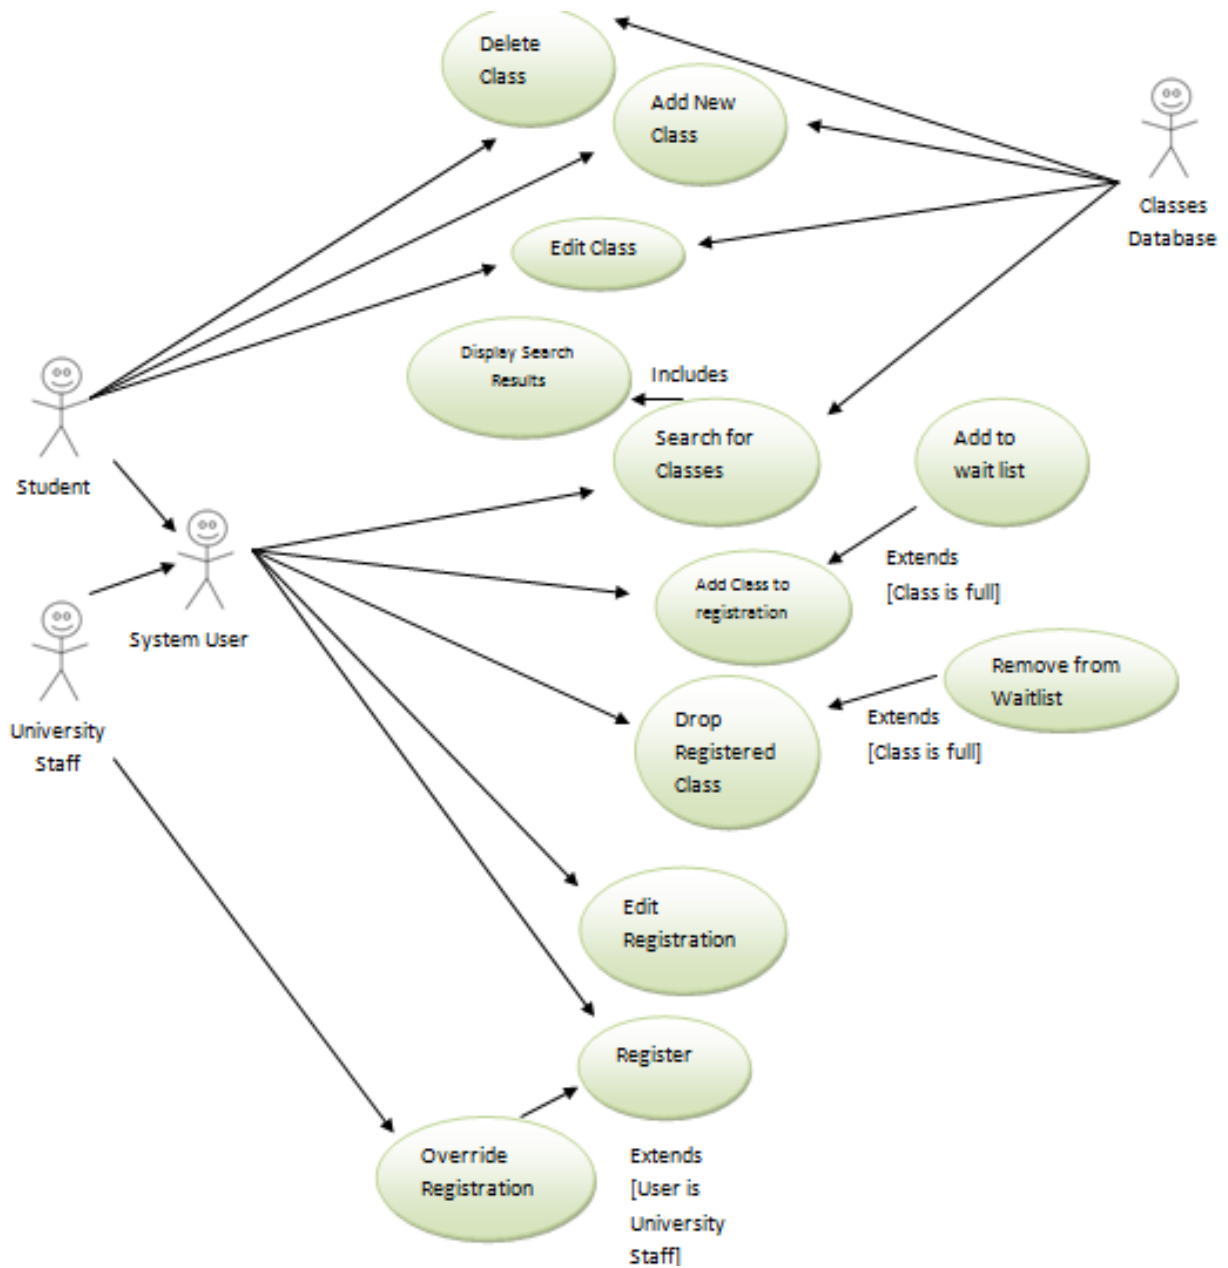 Delete
Class
Add New
Class
Classes
Database
Edit Class
Display Search
Results
Includes
Search for
Classes
Add to
wait list
Student
Extends
[Class is full]
Add Class to
registration
System User
Remove from
Waitlist
University
Staff
Extends
[Class is full]
Drop
Registered
Class
Edit
Registration
Register
Override
Registration
Extends
[User is
University
Staff]